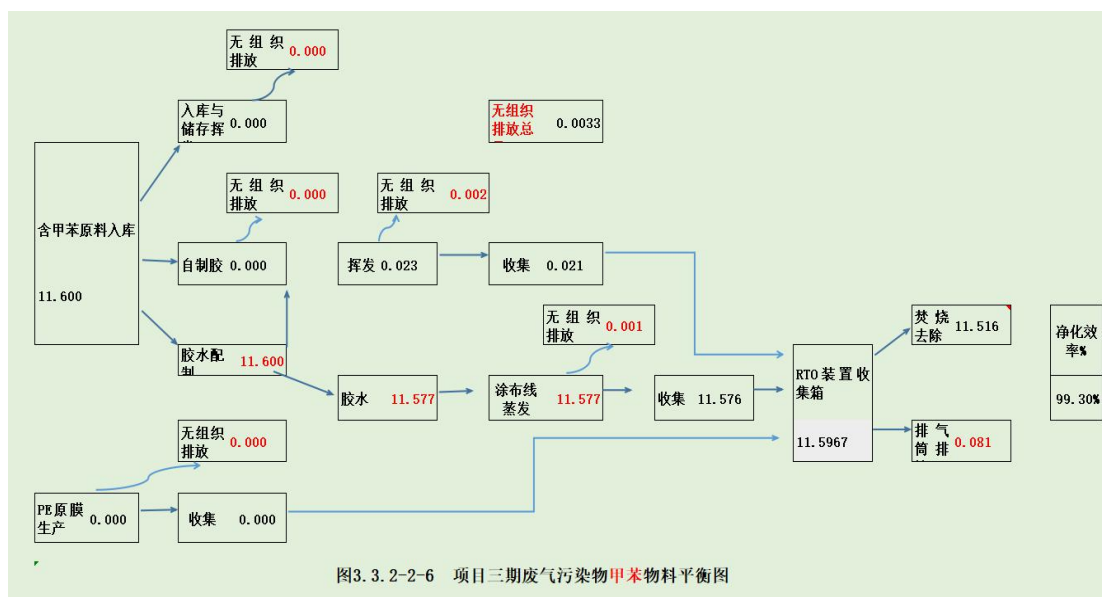 无组织
排放 0.000
入库与
储存挥 0.000
无组织
排放总 0.0033
含甲苯原料入库
11.600
无组织
排放 0.000
无组织
排放 0.002
自制胶 0.000
挥发 0.023
收集 0.021
无组织
排放 0.001
焚烧
去除 11.516
净化效
率%
胶水配
制 11.600
RTO装置收
集箱
胶水 11.577
涂布线
蒸发 11.577
收集 11.576
99.30%
无组织
排放 0.000
11.5967
排气
筒排 0.081
PE原膜
生产 0.000
收集 0.000
图3.3.2-2-6 项目三期废气污染物甲苯物料平衡图